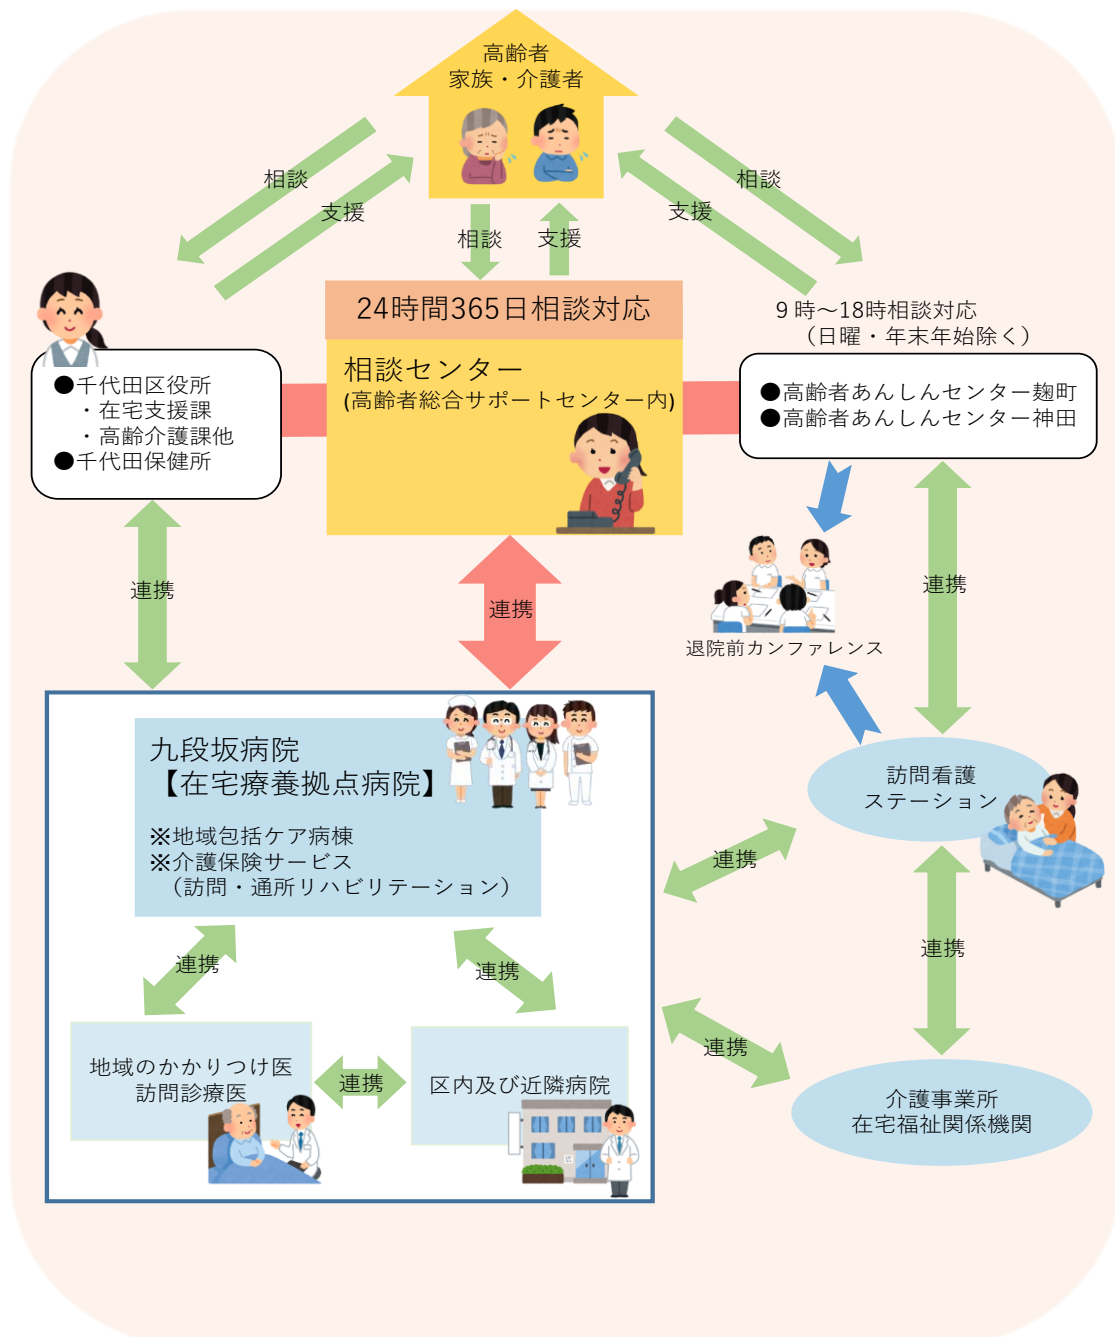 高齢者
家族・介護者
相談
支援
相談
支援
相談
支援
24時間365日相談対応
相談センター
(高齢者総合サポートセンター内)
９時～18時相談対応
（日曜・年末年始除く）
●千代田区役所
・在宅支援課
・高齢介護課他
●千代田保健所
●高齢者あんしんセンター麹町
●高齢者あんしんセンター神田
連携
連携
連携
退院前カンファレンス
九段坂病院
【在宅療養拠点病院】
※地域包括ケア病棟
※介護保険サービス
（訪問・通所リハビリテーション）
訪問看護
ステーション
連携
連携
連携
連携
連携
地域のかかりつけ医
訪問診療医
連携
区内及び近隣病院
介護事業所
在宅福祉関係機関